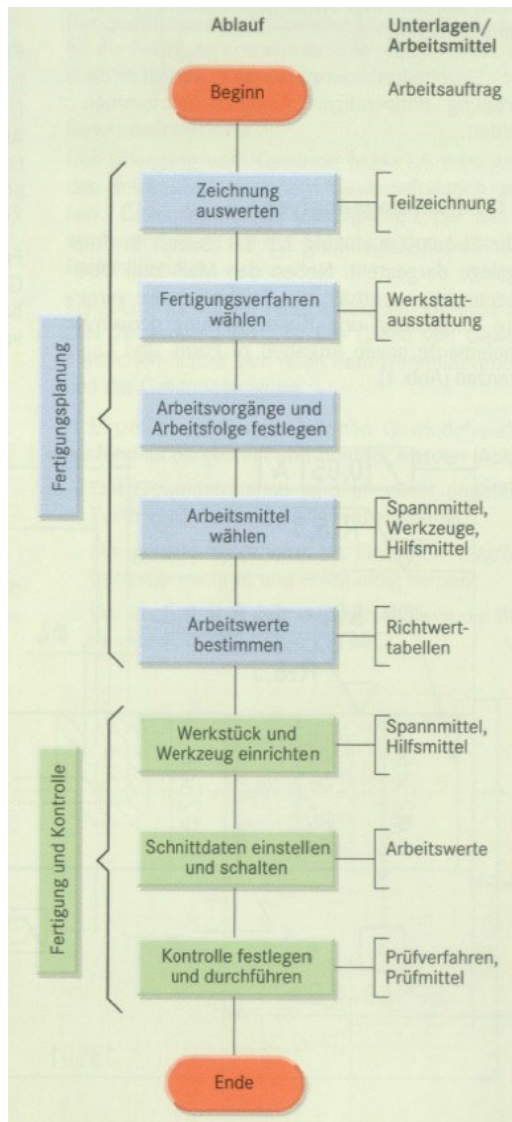 Ablauf
Unterlagen/
Arbeitsmittel
Beginn
Arbeitsauftrag
Fertigungsplanung
Zeichnung
auswerten
Teilzeichnung
Fertigungsverfahren
wählen
Werkstatt-
ausstattung
Arbeitsvorgänge und
Arbeitsfolge festlegen
Arbeitsmittel
wählen
Spannmittel,
Werkzeuge,
Hilfsmittel
Arbeitswerte
bestimmen
Richtwert-
tabellen
Fertigung und Kontrolle
Werkstück und
Werkzeug einrichten
Spannmittel,
Hilfsmittel
Schnittdaten einstellen
und schalten
Arbeitswerte
Kontrolle festlegen
und durchführen
Prüfverfahren,
Prüfmittel
Ende